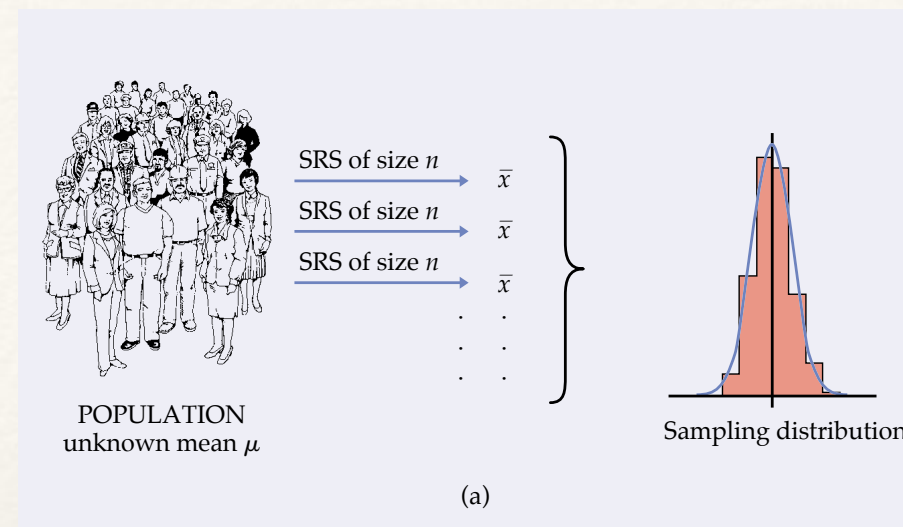 SRS of size n
x̄
SRS of size n
x̄
SRS of size n
x̄
. .
. .
. .
POPULATION
unknown mean μ
Sampling distribution
(a)